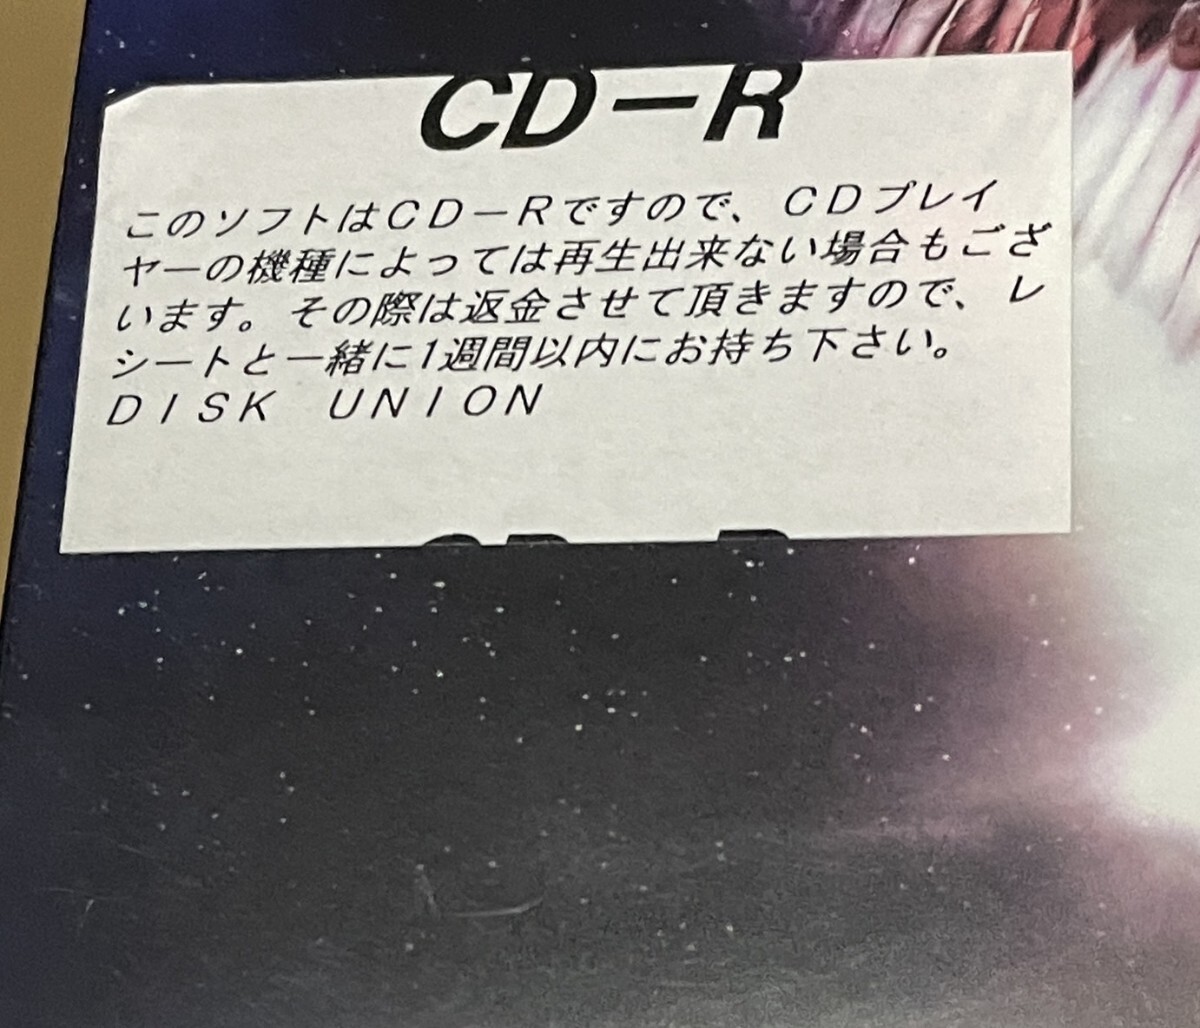 CD-R
このソフトはCD-Rですので、CDプレイ
ヤーの機種によっては再生出来ない場合もござ
います。その際は返金させて頂きますので、レ
シートと一緒に1週間以内にお持ち下さい。
DISK UNION